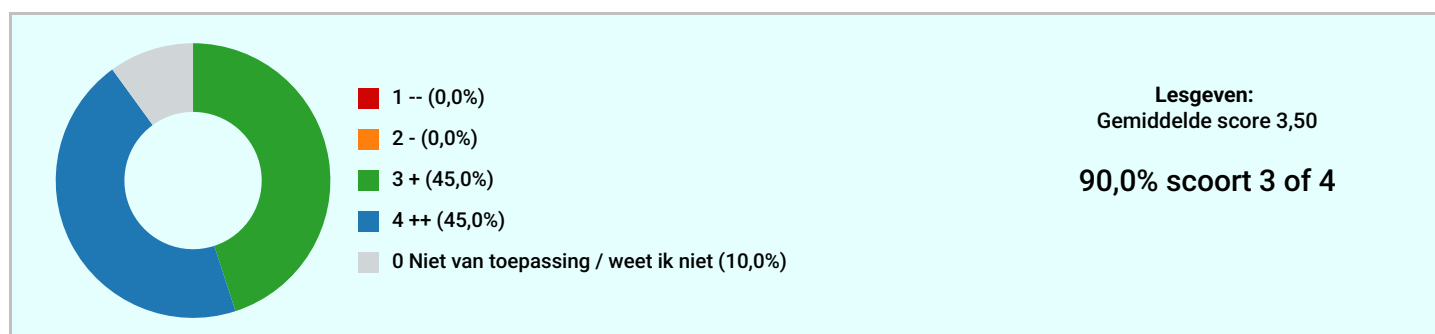 1 -- (0,0%)
2 - (0,0%)
3 + (45,0%)
4 ++ (45,0%)
0 Niet van toepassing / weet ik niet (10,0%)
Lesgeven:
Gemiddelde score 3,50
90,0% scoort 3 of 4